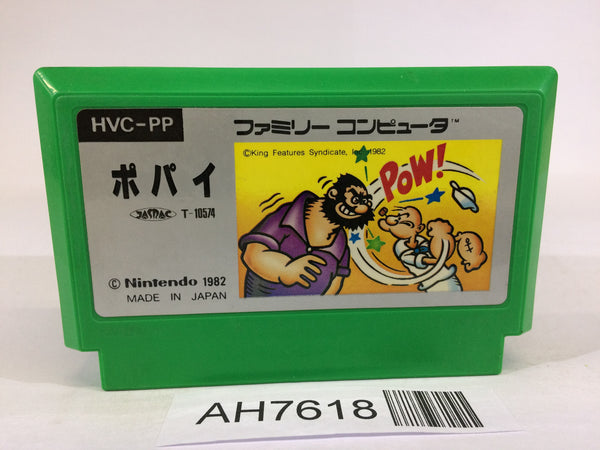 HVC-PP
ファミリー コンピュータ™
©King Features Syndicate, Inc. 1982
ポパイ
POW!
JASRAC T-10574
© Nintendo 1982
MADE IN JAPAN
AH7618